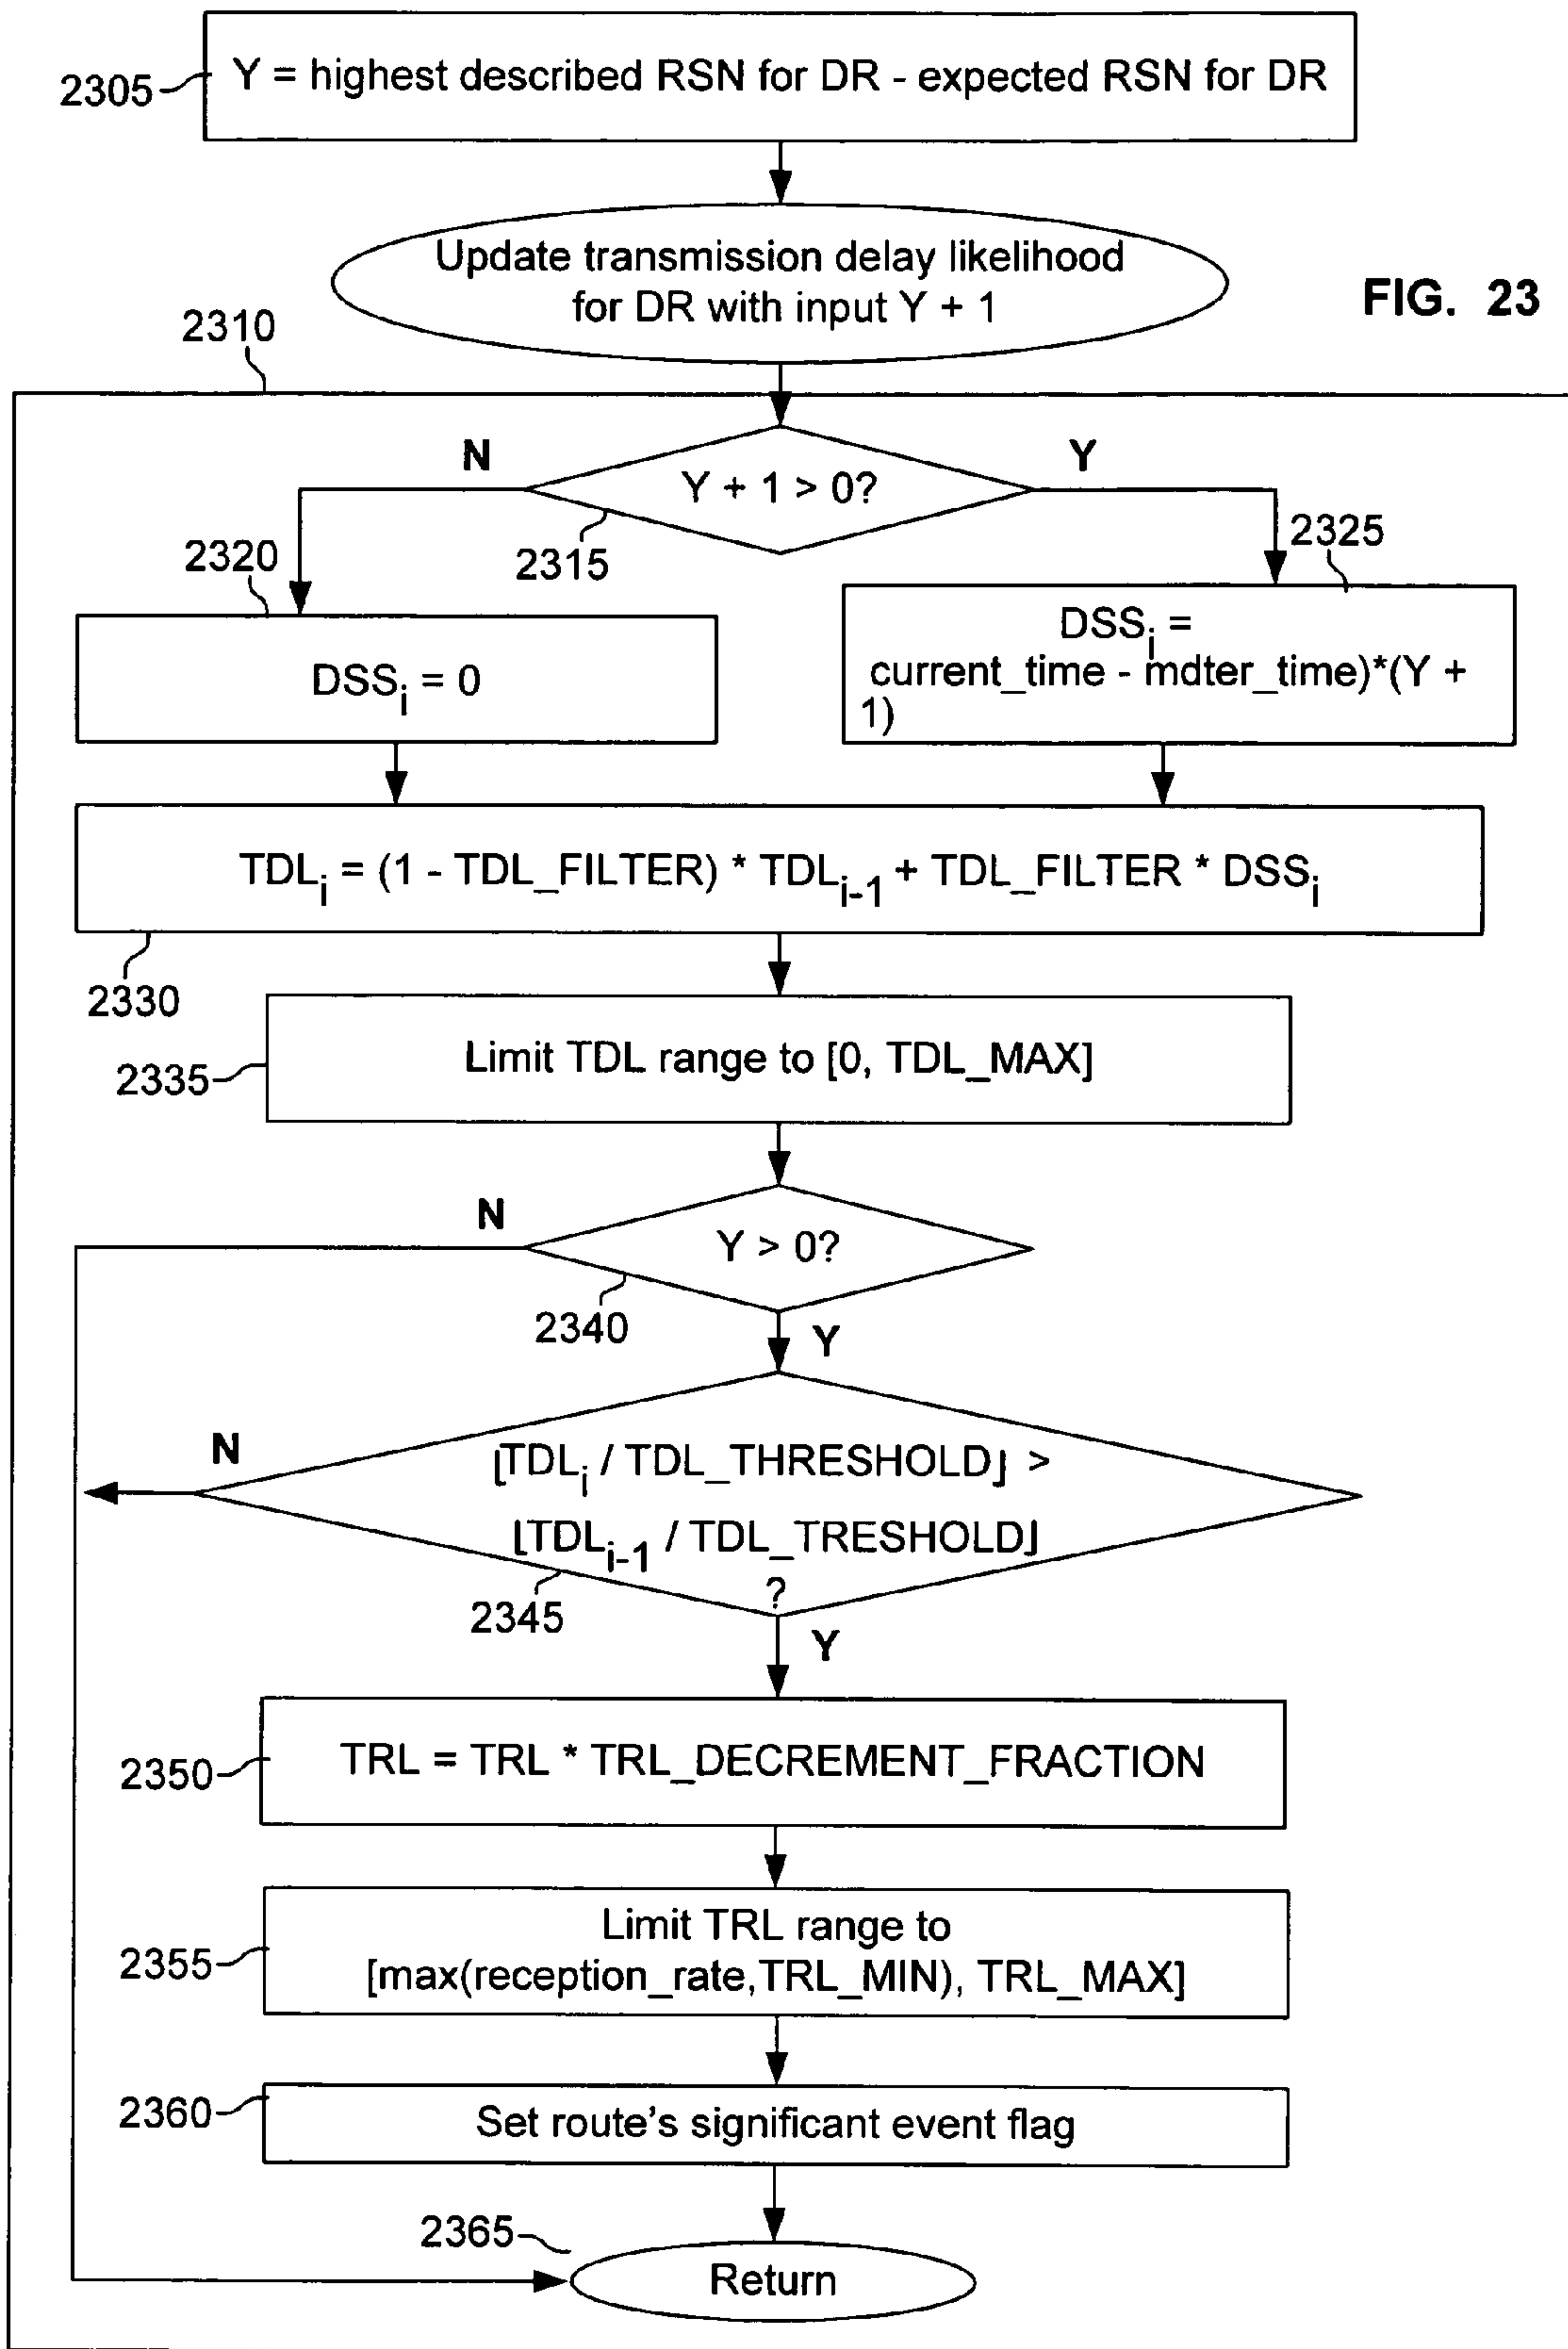 2305
Y = highest described RSN for DR - expected RSN for DR
Update transmission delay likelihood
for DR with input Y + 1
FIG. 23
2310
N
Y
Y + 1 > 0?
2315
2320
2325
DSSi = 0
DSSi =
current_time - mdter_time)*(Y +
1)
TDLi = (1 - TDL_FILTER) * TDLi-1 + TDL_FILTER * DSSi
2330
Limit TDL range to [0, TDL_MAX]
2335
N
Y > 0?
2340
Y
N
⌊TDLi / TDL_THRESHOLD⌋ >
⌊TDLi-1 / TDL_TRESHOLD⌋
?
2345
Y
2350
TRL = TRL * TRL_DECREMENT_FRACTION
Limit TRL range to
2355
[max(reception_rate,TRL_MIN), TRL_MAX]
2360
Set route's significant event flag
2365
Return